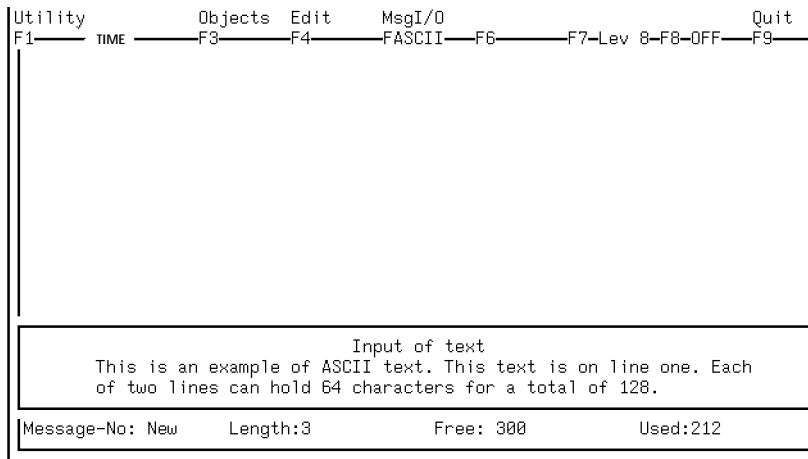 Utility Objects Edit MsgI/O Quit
F1 TIME F3 F4 FASCII F6 F7-Lev 8-F8-OFF F9
Input of text
This is an example of ASCII text. This text is on line one. Each
of two lines can hold 64 characters for a total of 128.
Message-No: New Length:3 Free: 300 Used:212